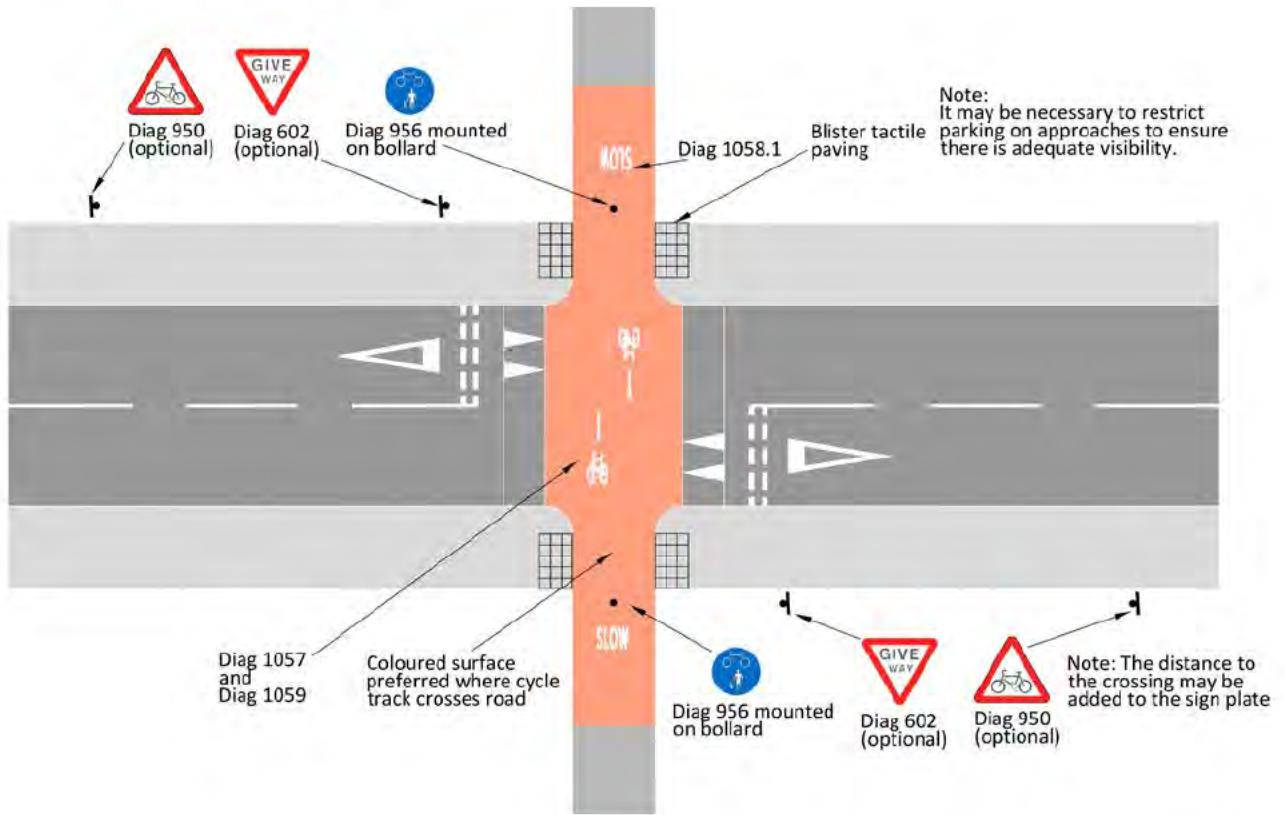 GIVE
WAY
Diag 950
(optional)
Diag 602
(optional)
Diag 956 mounted
on bollard
SLOW
Diag 1058.1
Blister tactile
paving
Note:
It may be necessary to restrict
parking on approaches to ensure
there is adequate visibility.
Diag 1057
and
Diag 1059
Coloured surface
preferred where cycle
track crosses road
SLOW
Diag 956 mounted
on bollard
GIVE
WAY
Diag 602
(optional)
Diag 950
(optional)
Note: The distance to
the crossing may be
added to the sign plate